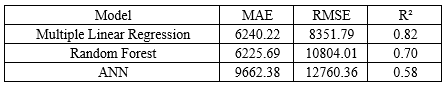 Model MAE RMSE R²
Multiple Linear Regression 6240.22 8351.79 0.82
Random Forest 6225.69 10804.01 0.70
ANN 9662.38 12760.36 0.58